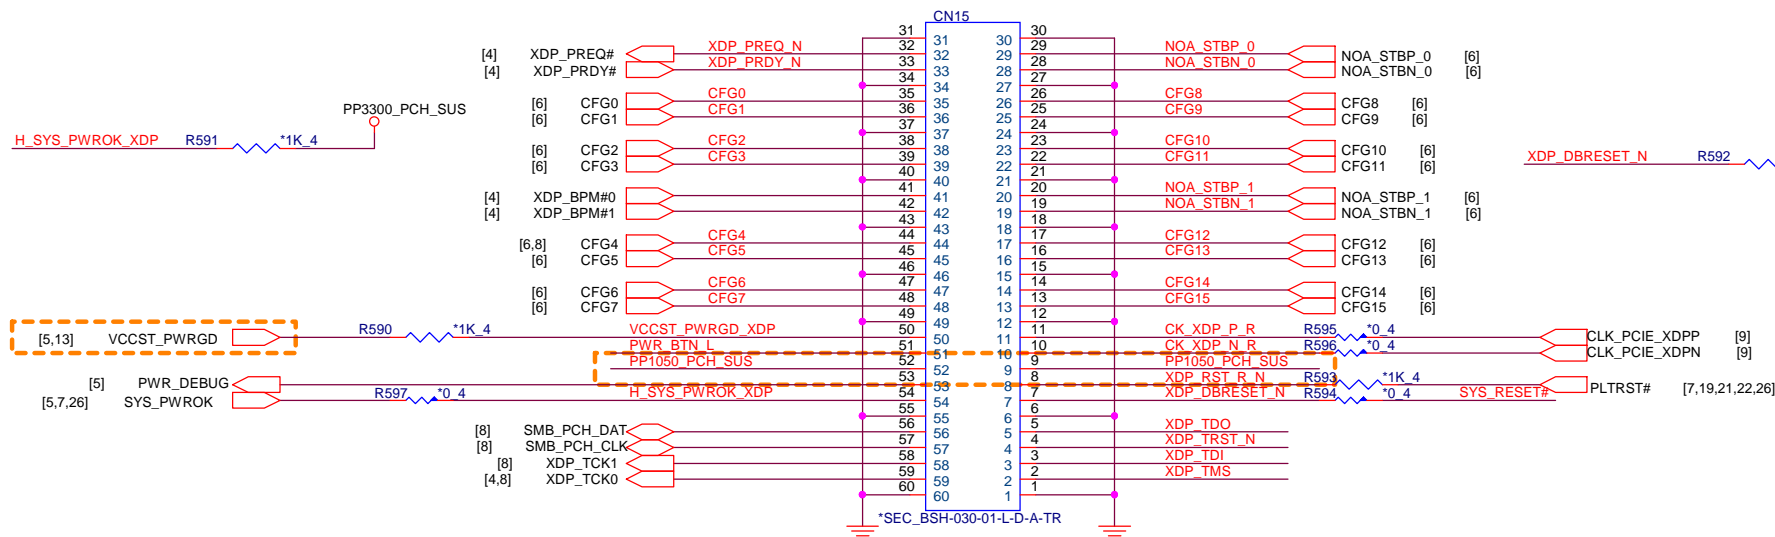 CN15
31 31 30 30
[4] XDP_PREQ# XDP_PREQ_N 32 32 29 29 NOA_STBP_0 NOA_STBP_0 [6]
[4] XDP_PRDY# XDP_PRDY_N 33 33 28 28 NOA_STBN_0 NOA_STBN_0 [6]
34 34 27 27
[6] CFG0 CFG0 35 35 26 26 CFG8 CFG8 [6]
PP3300_PCH_SUS
[6] CFG1 CFG1 36 36 25 25 CFG9 CFG9 [6]
37 37 24 24
H_SYS_PWROK_XDP R591 *1K_4
[6] CFG2 CFG2 38 38 23 23 CFG10 CFG10 [6]
[6] CFG3 CFG3 39 39 22 22 CFG11 CFG11 [6]
XDP_DBRESET_N R592
40 40 21 21
[4] XDP_BPM#0 41 41 20 20 NOA_STBP_1 NOA_STBP_1 [6]
[4] XDP_BPM#1 42 42 19 19 NOA_STBN_1 NOA_STBN_1 [6]
43 43 18 18
[6,8] CFG4 CFG4 44 44 17 17 CFG12 CFG12 [6]
[6] CFG5 CFG5 45 45 16 16 CFG13 CFG13 [6]
46 46 15 15
[6] CFG6 CFG6 47 47 14 14 CFG14 CFG14 [6]
[6] CFG7 CFG7 48 48 13 13 CFG15 CFG15 [6]
49 49 12 12
[5,13] VCCST_PWRGD R590 *1K_4 VCCST_PWRGD_XDP 50 50 11 11 CK_XDP_P_R R595 *0_4 CLK_PCIE_XDPP [9]
PWR_BTN_L 51 51 10 10 CK_XDP_N_R R596 *0_4 CLK_PCIE_XDPN [9]
PP1050_PCH_SUS 52 52 9 9 PP1050_PCH_SUS
[5] PWR_DEBUG 53 53 8 8 XDP_RST_R_N R593 *1K_4 PLTRST# [7,19,21,22,26]
[5,7,26] SYS_PWROK R597 *0_4 H_SYS_PWROK_XDP 54 54 7 7 XDP_DBRESET_N R594 *0_4 SYS_RESET#
55 55 6 6
[8] SMB_PCH_DAT 56 56 5 5 XDP_TDO
[8] SMB_PCH_CLK 57 57 4 4 XDP_TRST_N
[8] XDP_TCK1 58 58 3 3 XDP_TDI
[4,8] XDP_TCK0 59 59 2 2 XDP_TMS
60 60 1 1
*SEC_BSH-030-01-L-D-A-TR